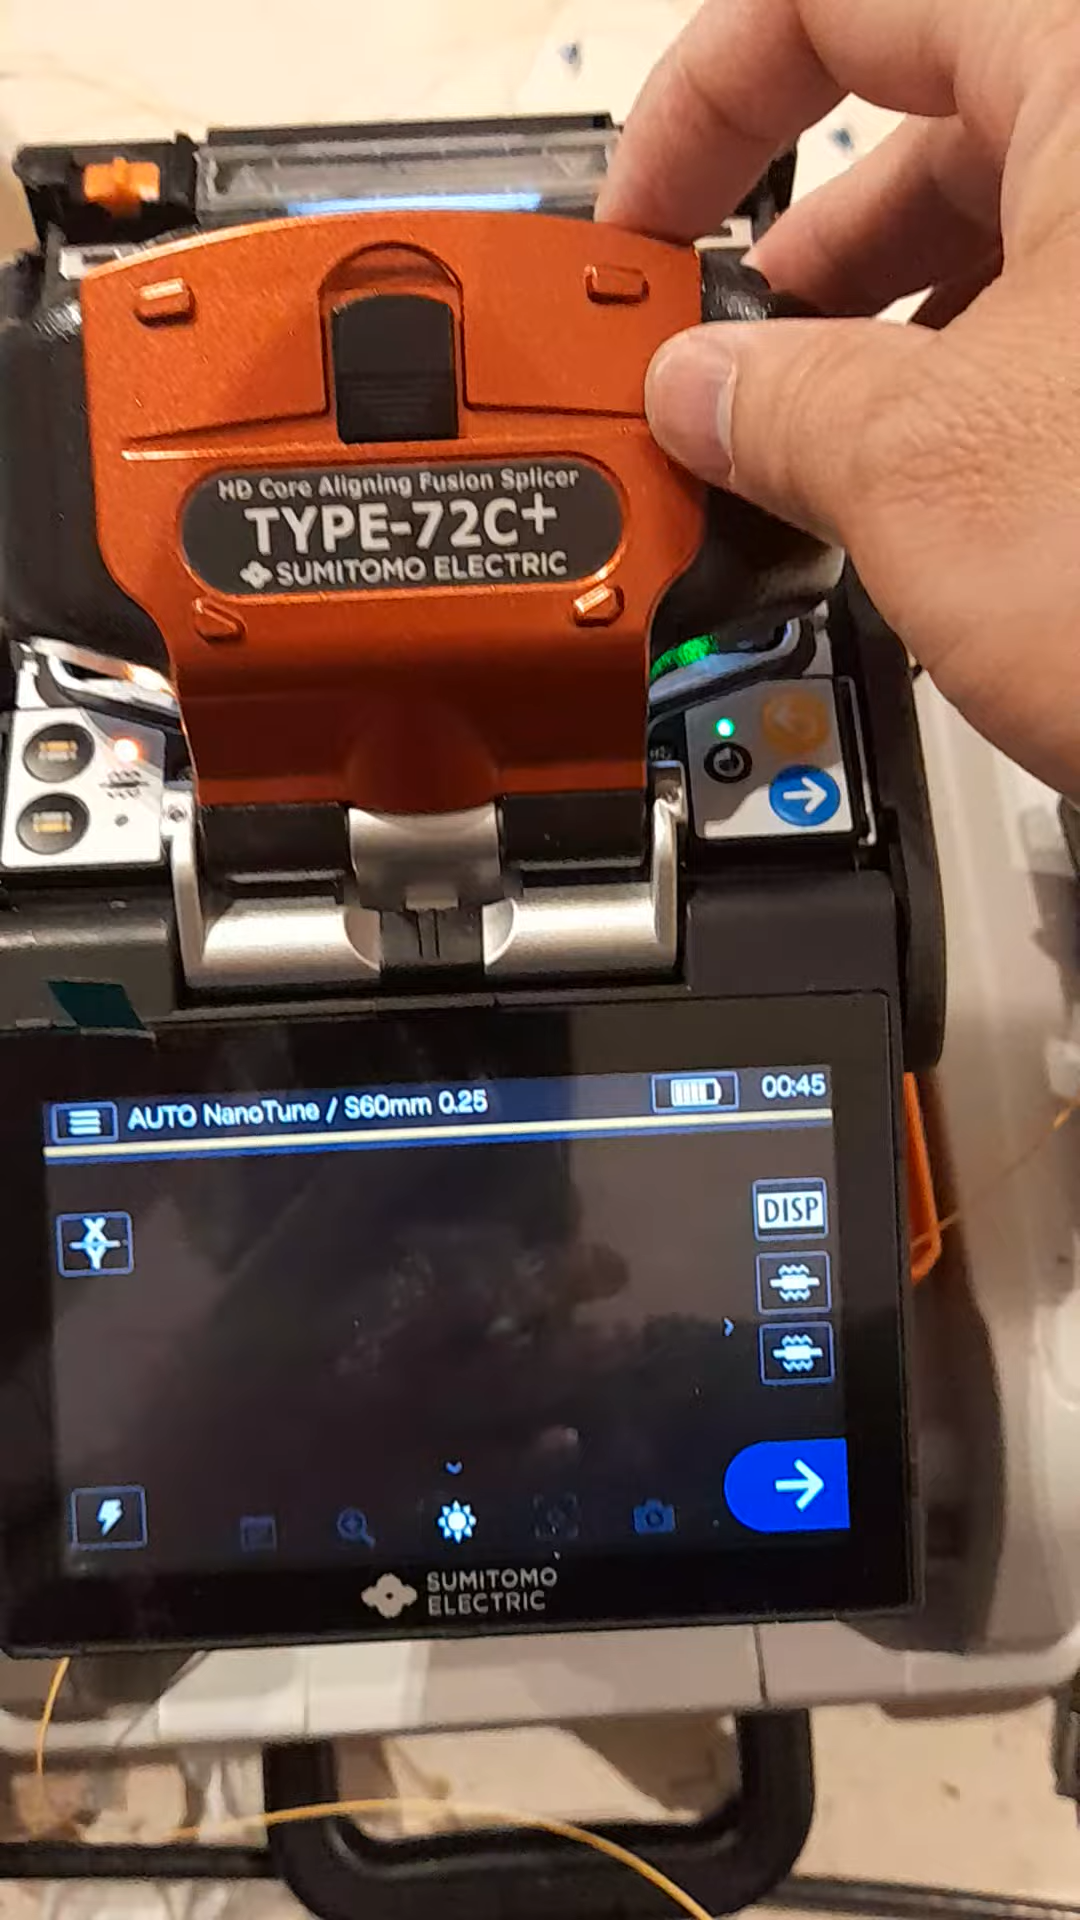 HD Core Aligning Fusion Splicer
TYPE-72C+
SUMITOMO ELECTRIC
AUTO NanoTune / S60mm 0.25
00:45
DISP
SUMITOMO
ELECTRIC